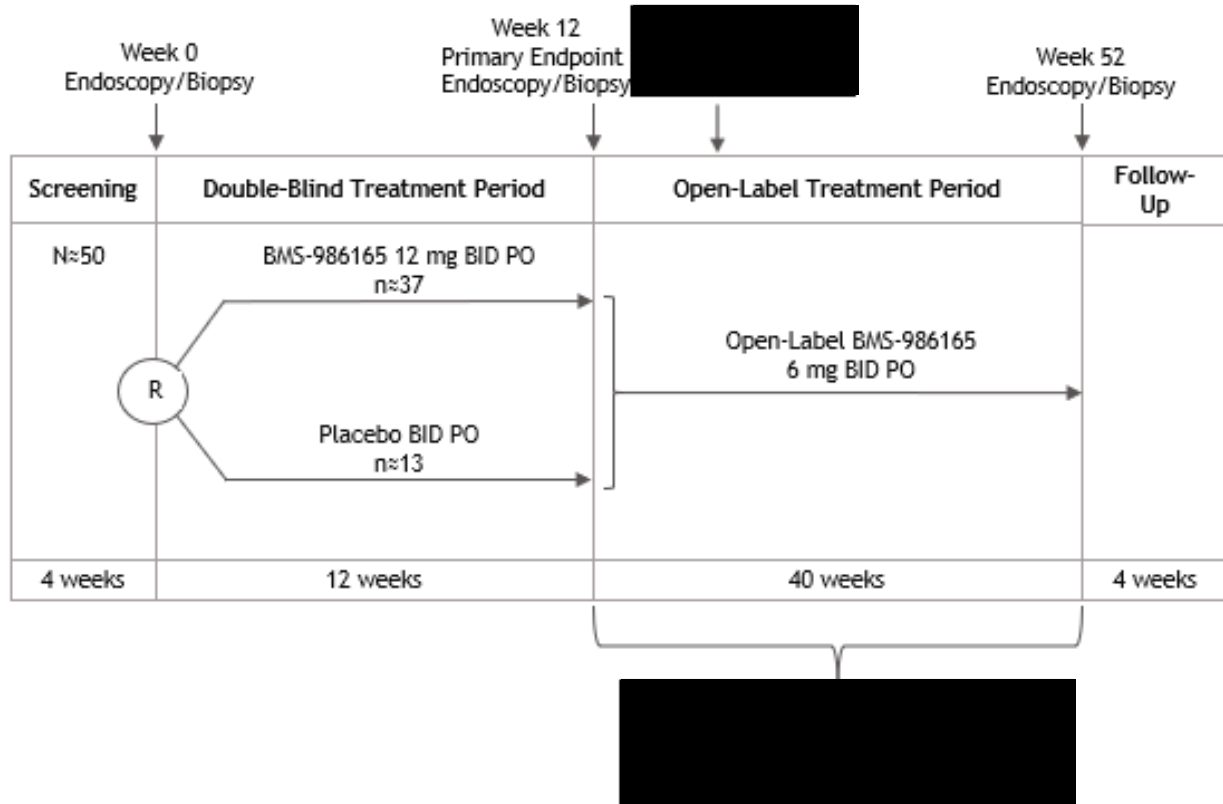 Week 0
Endoscopy/Biopsy
Week 12
Primary Endpoint
Endoscopy/Biopsy
Week 52
Endoscopy/Biopsy
Screening
Double-Blind Treatment Period
Open-Label Treatment Period
Follow-
Up
N≈50
BMS-986165 12 mg BID PO
n≈37
R
Placebo BID PO
n≈13
Open-Label BMS-986165
6 mg BID PO
4 weeks
12 weeks
40 weeks
4 weeks